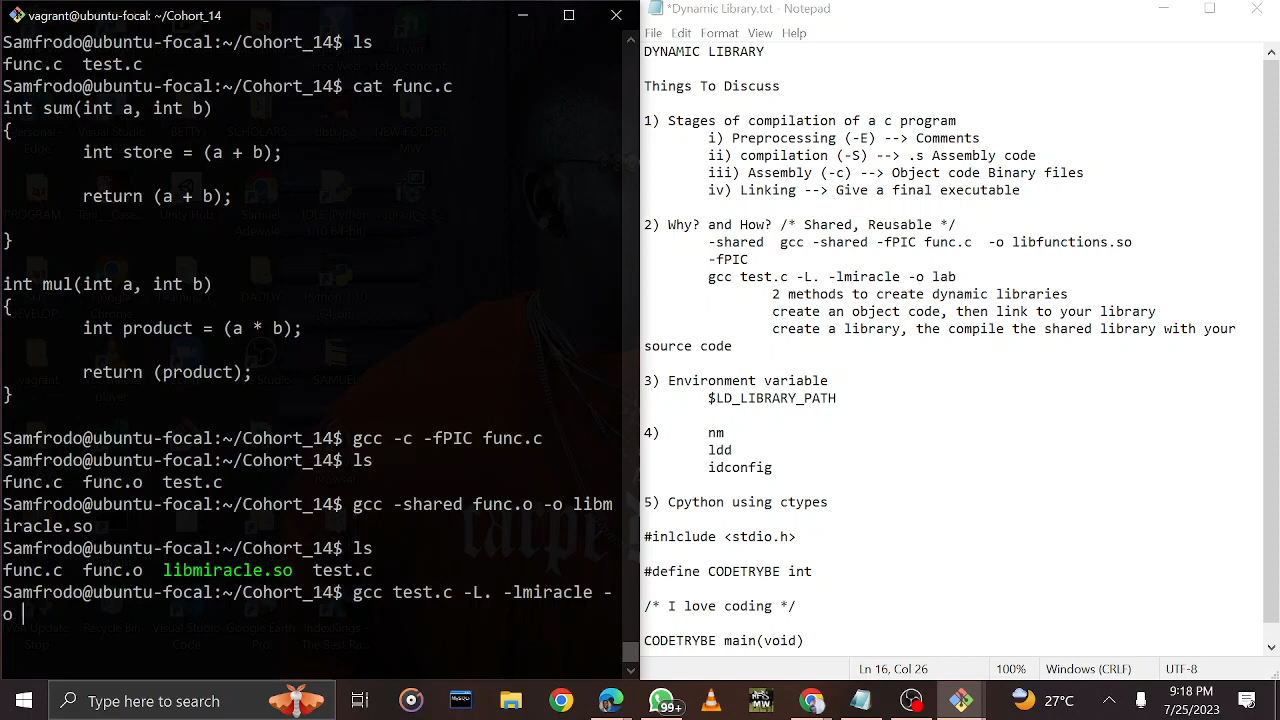 vagrant@ubuntu-focal: ~/Cohort_14
Samfrodo@ubuntu-focal:~/Cohort_14$ ls
func.c  test.c
Samfrodo@ubuntu-focal:~/Cohort_14$ cat func.c
int sum(int a, int b)
{
int store = (a + b);
return (a + b);
}
int mul(int a, int b)
{
int product = (a * b);
return (product);
}
Samfrodo@ubuntu-focal:~/Cohort_14$ gcc -c -fPIC func.c
Samfrodo@ubuntu-focal:~/Cohort_14$ ls
func.c  func.o  test.c
Samfrodo@ubuntu-focal:~/Cohort_14$ gcc -shared func.o -o libm
iracle.so
Samfrodo@ubuntu-focal:~/Cohort_14$ ls
func.c  func.o  libmiracle.so  test.c
Samfrodo@ubuntu-focal:~/Cohort_14$ gcc test.c -L. -lmiracle -
o
*Dynamic Library.txt - Notepad
File Edit Format View Help
DYNAMIC LIBRARY
Things To Discuss
1) Stages of compilation of a c program
i) Preprocessing (-E) --> Comments
ii) compilation (-S) --> .s Assembly code
iii) Assembly (-c) --> Object code Binary files
iv) Linking --> Give a final executable
2) Why? and How? /* Shared, Reusable */
-shared  gcc -shared -fPIC func.c  -o libfunctions.so
-fPIC
gcc test.c -L. -lmiracle -o lab
2 methods to create dynamic libraries
create an object code, then link to your library
create a library, the compile the shared library with your
source code
3) Environment variable
$LD_LIBRARY_PATH
4) nm
ldd
idconfig
5) Cpython using ctypes
#inlclude <stdio.h>
#define CODETRYBE int
/* I love coding */
CODETRYBE main(void)
Ln 16, Col 26
100%
Windows (CRLF)
UTF-8
Type here to search
99+
27°C
9:18 PM
7/25/2023